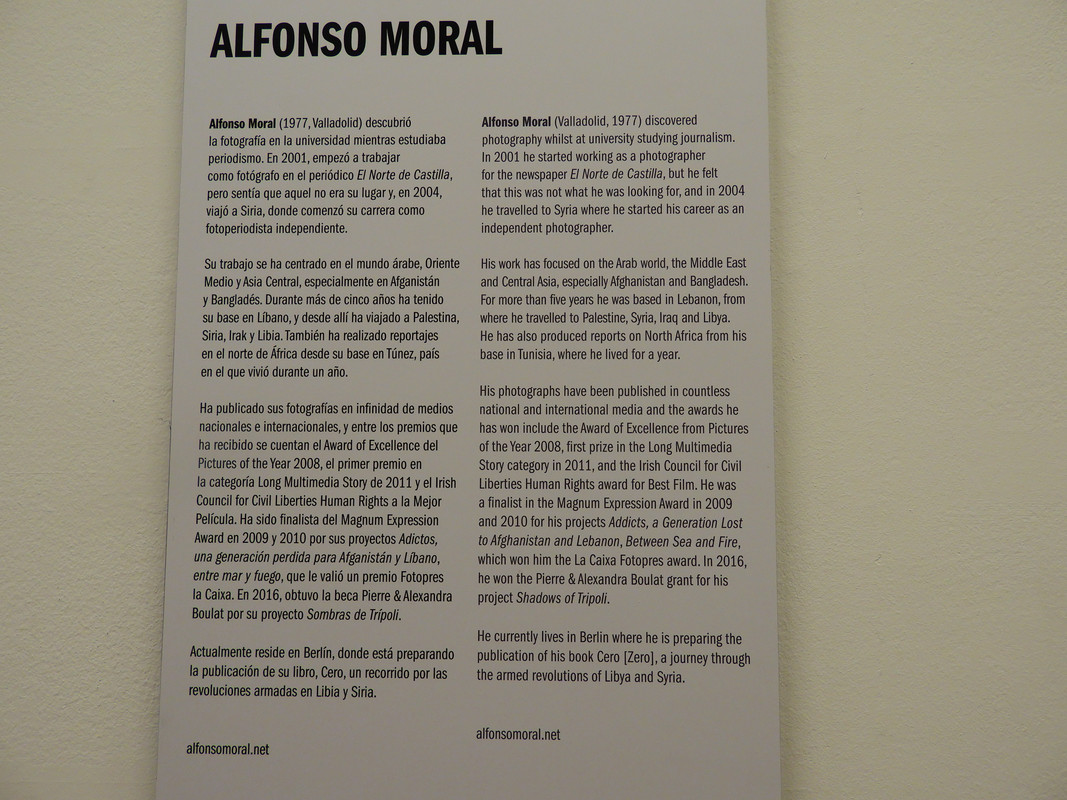 ALFONSO MORAL
Alfonso Moral (1977, Valladolid) descubrió
la fotografía en la universidad mientras estudiaba
periodismo. En 2001, empezó a trabajar
como fotógrafo en el periódico El Norte de Castilla,
pero sentía que aquel no era su lugar y, en 2004,
viajó a Siria, donde comenzó su carrera como
fotoperiodista independiente.
Su trabajo se ha centrado en el mundo árabe, Oriente
Medio y Asia Central, especialmente en Afganistán
y Bangladés. Durante más de cinco años ha tenido
su base en Líbano, y desde allí ha viajado a Palestina,
Siria, Irak y Libia. También ha realizado reportajes
en el norte de África desde su base en Túnez, país
en el que vivió durante un año.
Ha publicado sus fotografías en infinidad de medios
nacionales e internacionales, y entre los premios que
ha recibido se cuentan el Award of Excellence del
Pictures of the Year 2008, el primer premio en
la categoría Long Multimedia Story de 2011 y el Irish
Council for Civil Liberties Human Rights a la Mejor
Película. Ha sido finalista del Magnum Expression
Award en 2009 y 2010 por sus proyectos Adictos,
una generación perdida para Afganistán y Líbano,
entre mar y fuego, que le valió un premio Fotopres
la Caixa. En 2016, obtuvo la beca Pierre & Alexandra
Boulat por su proyecto Sombras de Trípoli.
Actualmente reside en Berlín, donde está preparando
la publicación de su libro, Cero, un recorrido por las
revoluciones armadas en Libia y Siria.
alfonsomoral.net
Alfonso Moral (Valladolid, 1977) discovered
photography whilst at university studying journalism.
In 2001 he started working as a photographer
for the newspaper El Norte de Castilla, but he felt
that this was not what he was looking for, and in 2004
he travelled to Syria where he started his career as an
independent photographer.
His work has focused on the Arab world, the Middle East
and Central Asia, especially Afghanistan and Bangladesh.
For more than five years he was based in Lebanon, from
where he travelled to Palestine, Syria, Iraq and Libya.
He has also produced reports on North Africa from his
base in Tunisia, where he lived for a year.
His photographs have been published in countless
national and international media and the awards he
has won include the Award of Excellence from Pictures
of the Year 2008, first prize in the Long Multimedia
Story category in 2011, and the Irish Council for Civil
Liberties Human Rights award for Best Film. He was
a finalist in the Magnum Expression Award in 2009
and 2010 for his projects Addicts, a Generation Lost
to Afghanistan and Lebanon, Between Sea and Fire,
which won him the La Caixa Fotopres award. In 2016,
he won the Pierre & Alexandra Boulat grant for his
project Shadows of Tripoli.
He currently lives in Berlin where he is preparing the
publication of his book Cero [Zero], a journey through
the armed revolutions of Libya and Syria.
alfonsomoral.net